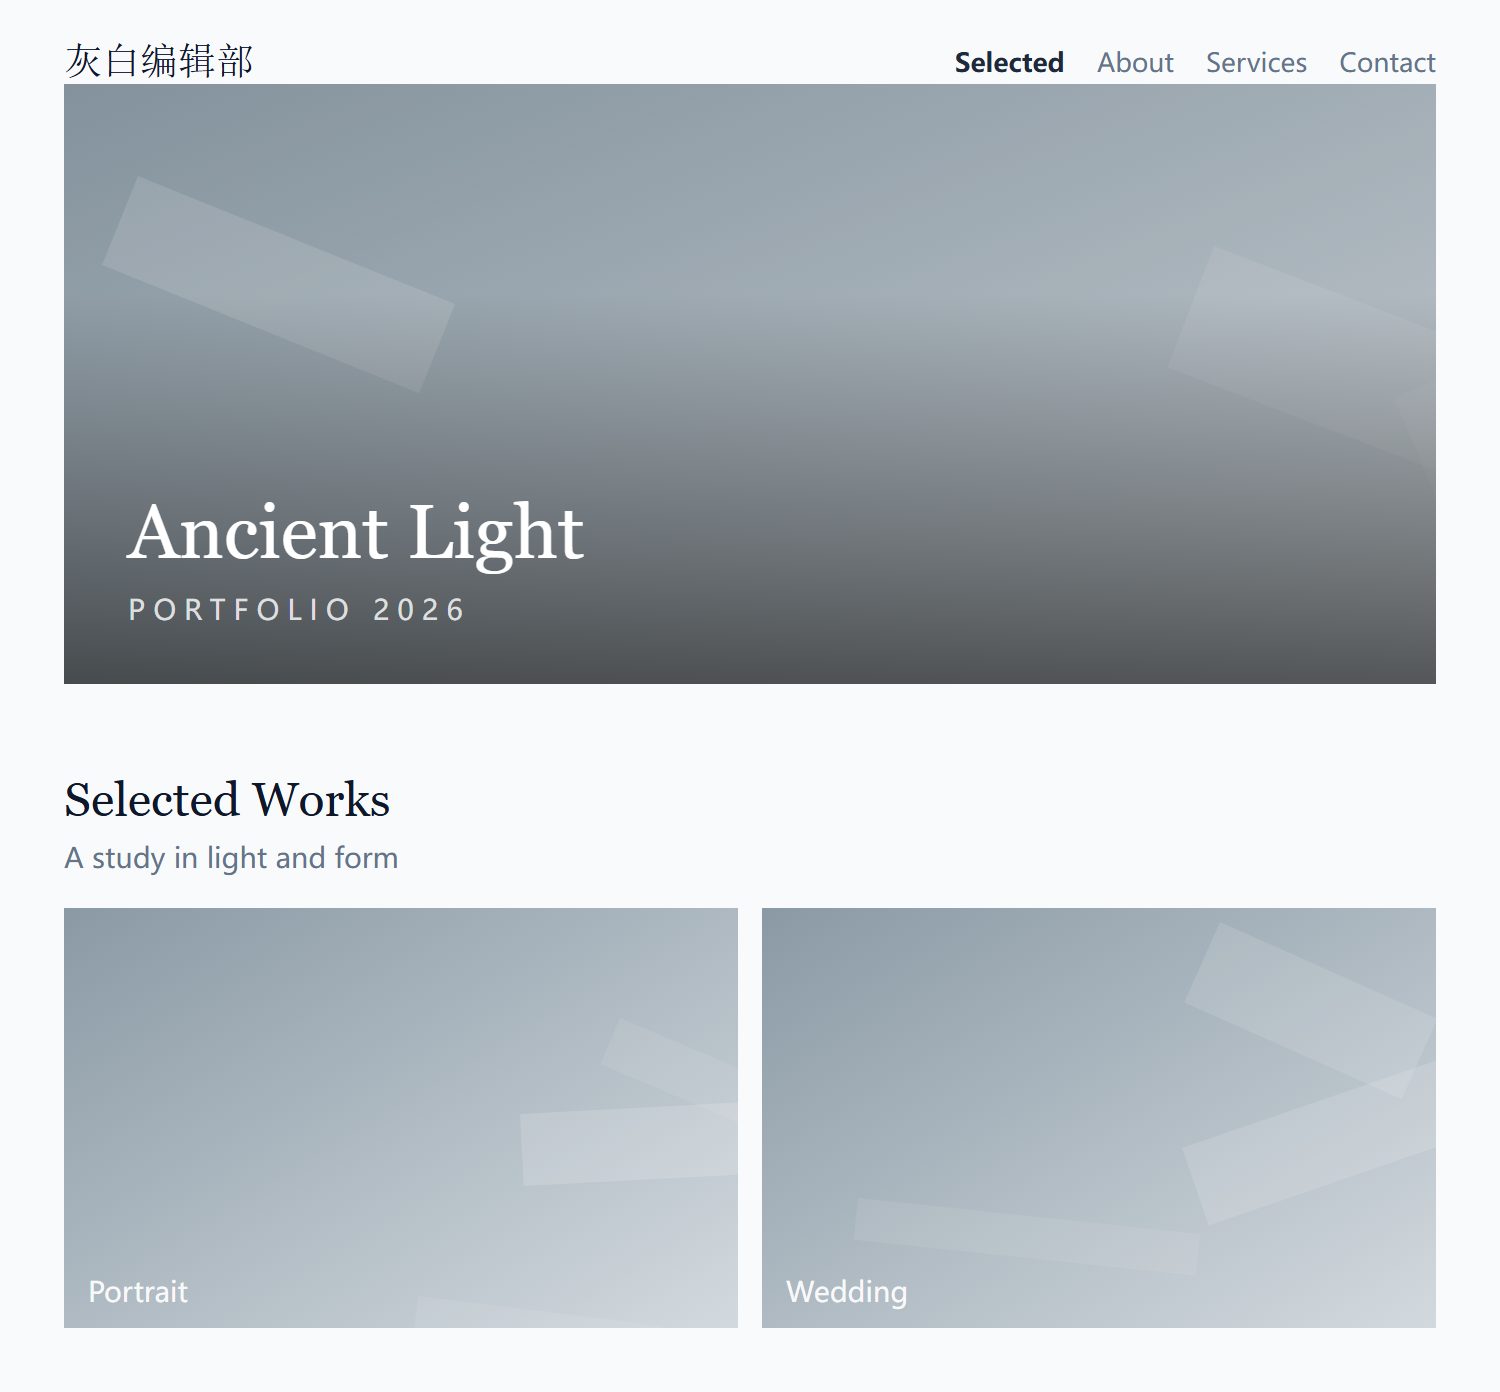 灰白编辑部
Selected About Services Contact
Ancient Light
PORTFOLIO 2026
Selected Works
A study in light and form
Portrait
Wedding